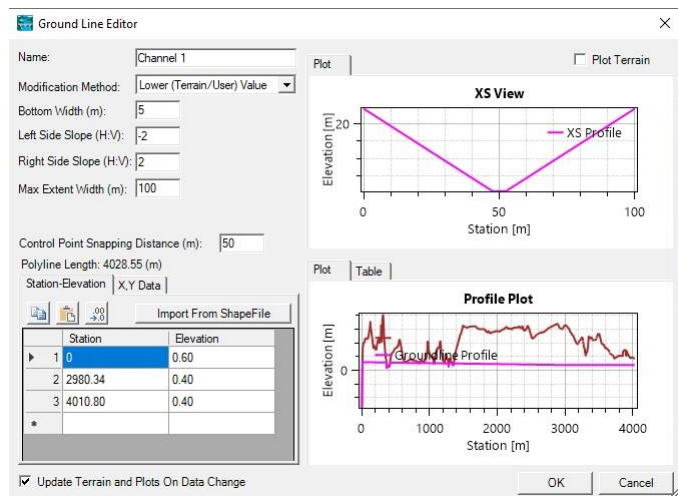 Ground Line Editor
Name: Channel 1
Modification Method: Lower (Terrain/User) Value
Bottom Width (m): 5
Left Side Slope (H:V): -2
Right Side Slope (H:V): 2
Max Extent Width (m): 100
Control Point Snapping Distance (m): 50
Polyline Length: 4028.55 (m)
Station-Elevation X,Y Data
.00 →.0 Import From ShapeFile
Station Elevation
1 0 0.60
2 2980.34 0.40
3 4010.80 0.40
*
Update Terrain and Plots On Data Change
Plot Plot Terrain
XS View
Elevation [m]
20
XS Profile
0 50 100
Station [m]
Plot Table
Profile Plot
Elevation [m]
Groundline Profile
0
0 1000 2000 3000 4000
Station [m]
OK Cancel